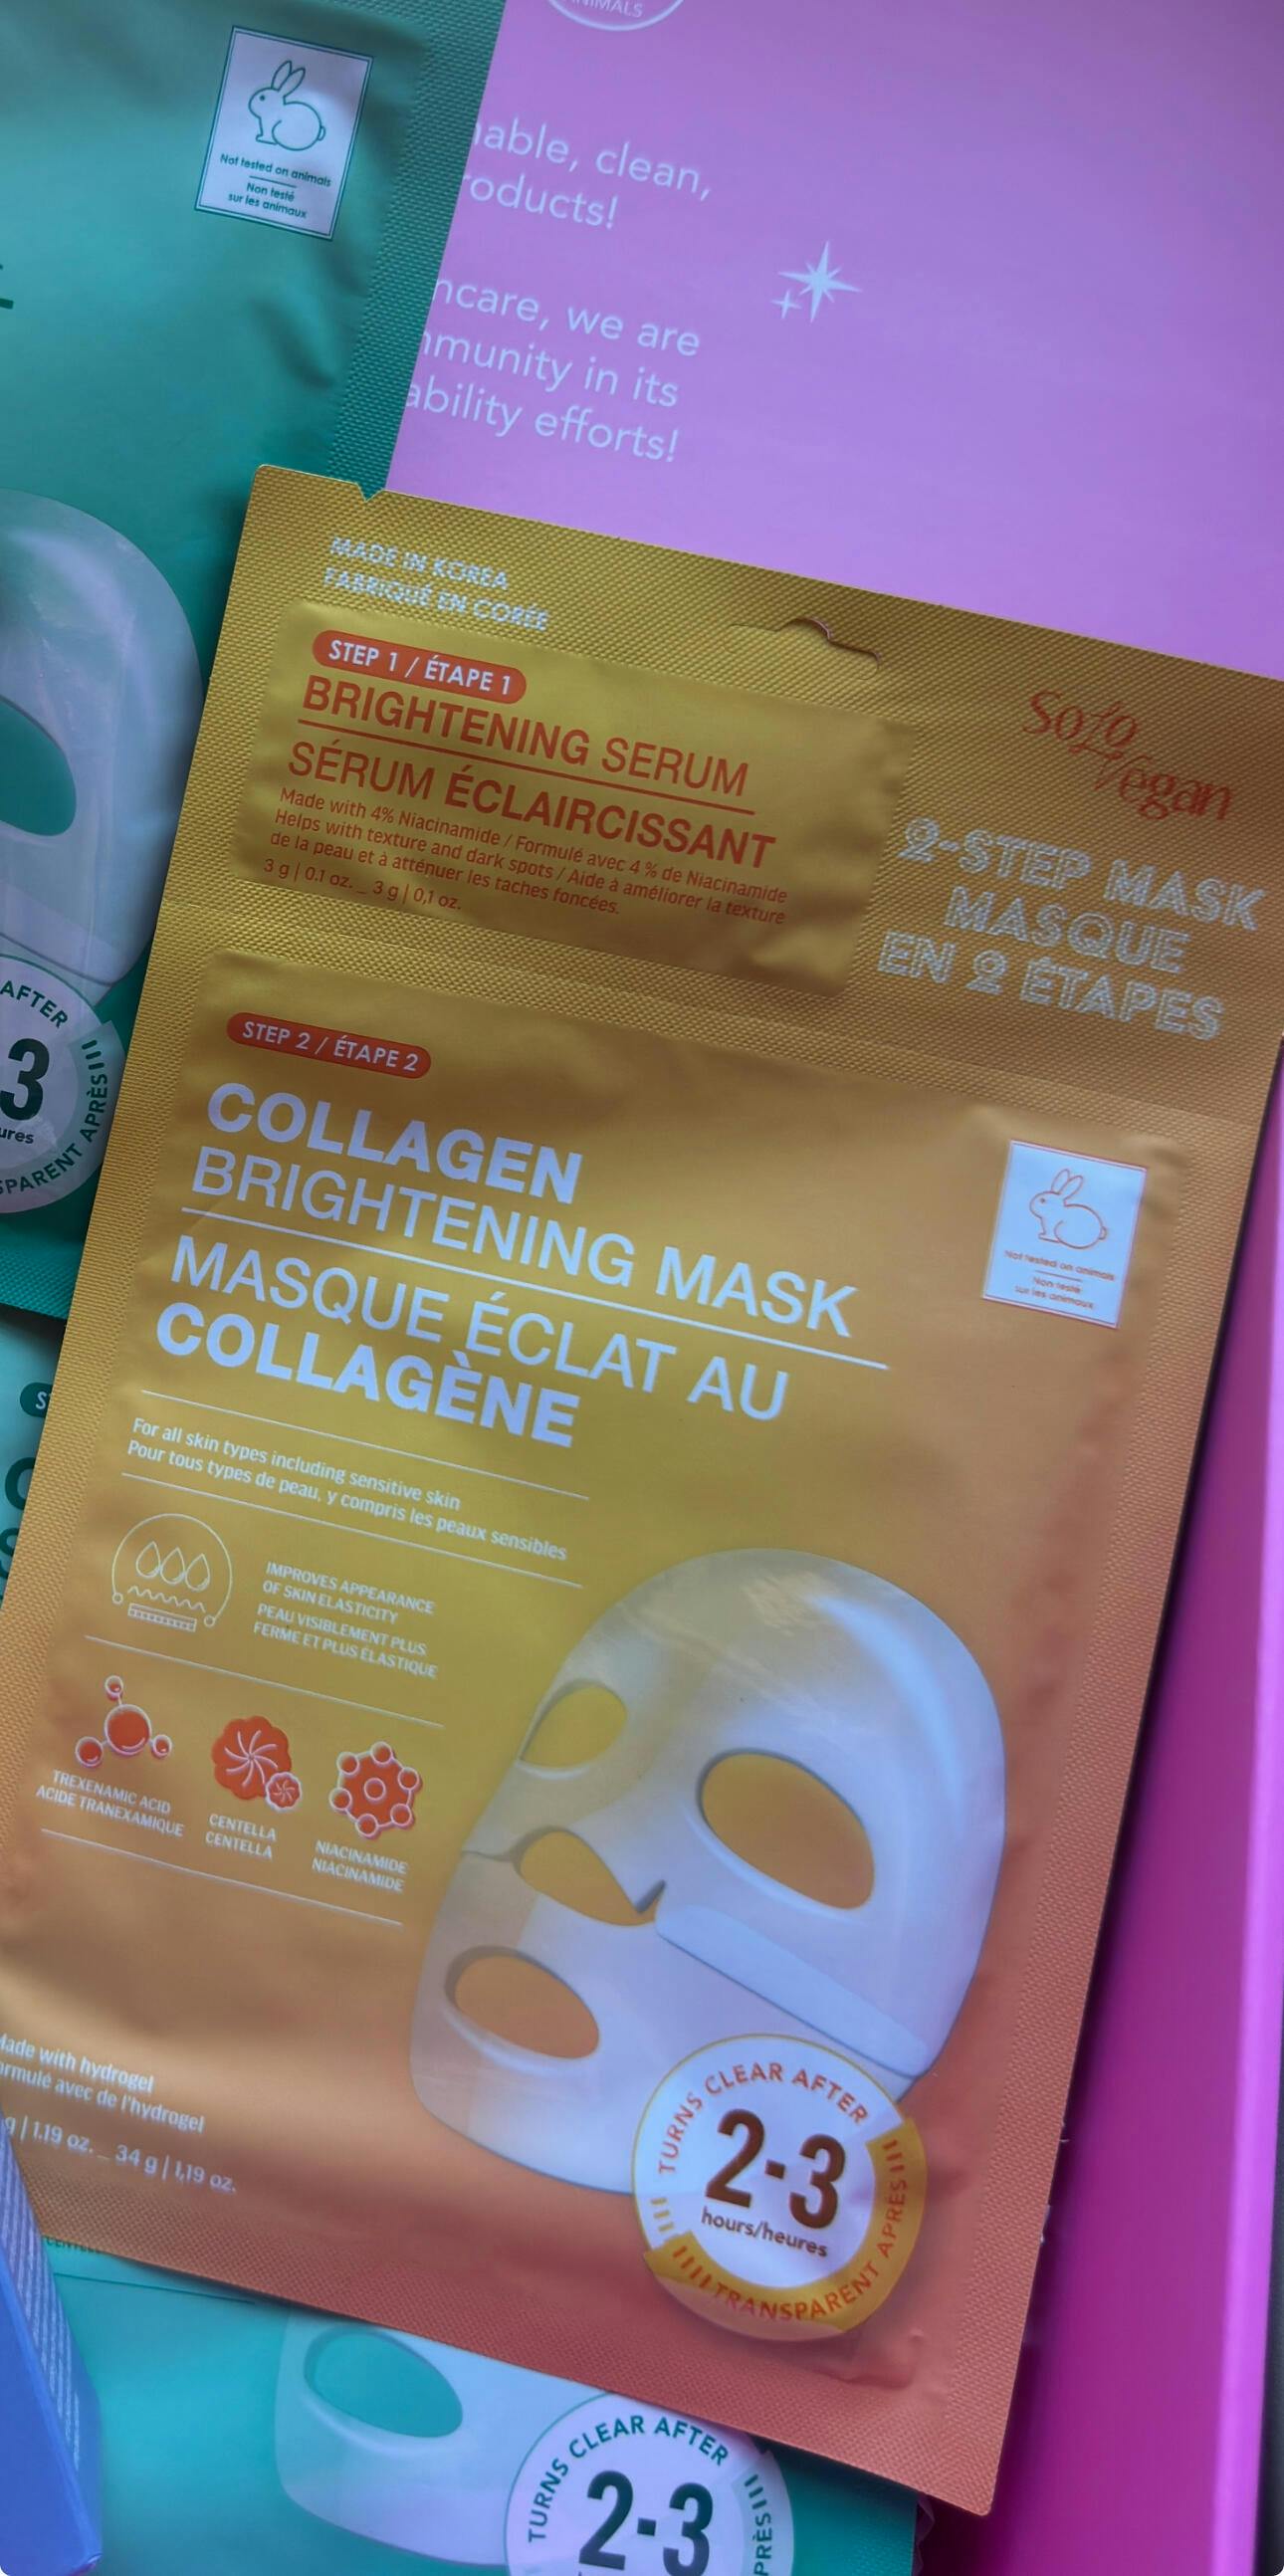 ANIMALS
clean,
we are
in its
efforts!
Not tested on animals
Non testé
sur les animaux
AFTER
3
APRÈS
MADE IN KOREA
FABRIQUÉ EN CORÉE
STEP 1 / ÉTAPE 1
BRIGHTENING SERUM
SÉRUM ÉCLAIRCISSANT
Made with 4% Niacinamide / Formulé avec 4 % de Niacinamide
Helps with texture and dark spots / Aide à améliorer la texture
de la peau et à atténuer les taches foncées.
3 g | 0.1 oz. _ 3 g | 0,1 oz.
Sozo
Vegan
2-STEP MASK
MASQUE
EN 2 ÉTAPES
STEP 2 / ÉTAPE 2
COLLAGEN
BRIGHTENING MASK
MASQUE ÉCLAT AU
COLLAGÈNE
Not tested on animals
Non testé
sur les animaux
For all skin types including sensitive skin
Pour tous types de peau, y compris les peaux sensibles
IMPROVES APPEARANCE
OF SKIN ELASTICITY
PEAU VISIBLEMENT PLUS
FERME ET PLUS ÉLASTIQUE
TREXENAMIC ACID
ACIDE TRANEXAMIQUE
CENTELLA
CENTELLA
NIACINAMIDE
NIACINAMIDE
with hydrogel
avec de l'hydrogel
g | 1.19 oz. _ 34 g | 1,19 oz.
TURNS CLEAR AFTER
2-3
hours/heures
TRANSPARENT APRÈS
TURNS CLEAR AFTER
2-3